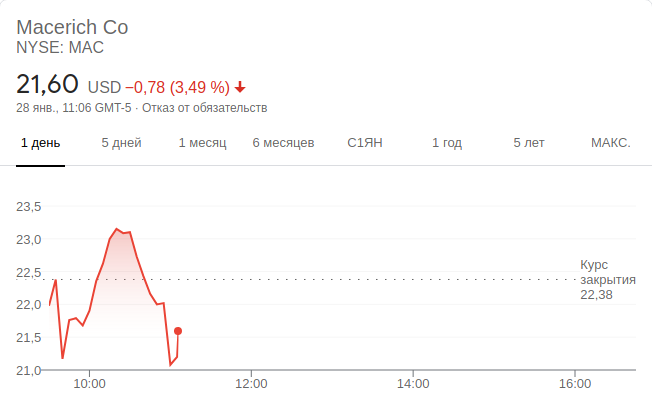 Macerich Co
NYSE: MAC
21,60 USD −0,78 (3,49 %)
28 янв., 11:06 GMT-5 · Отказ от обязательств
1 день 5 дней 1 месяц 6 месяцев С1ЯН 1 год 5 лет МАКС.
23,5
23,0
22,5
22,0
21,5
21,0
Курс
закрытия
22,38
10:00 12:00 14:00 16:00